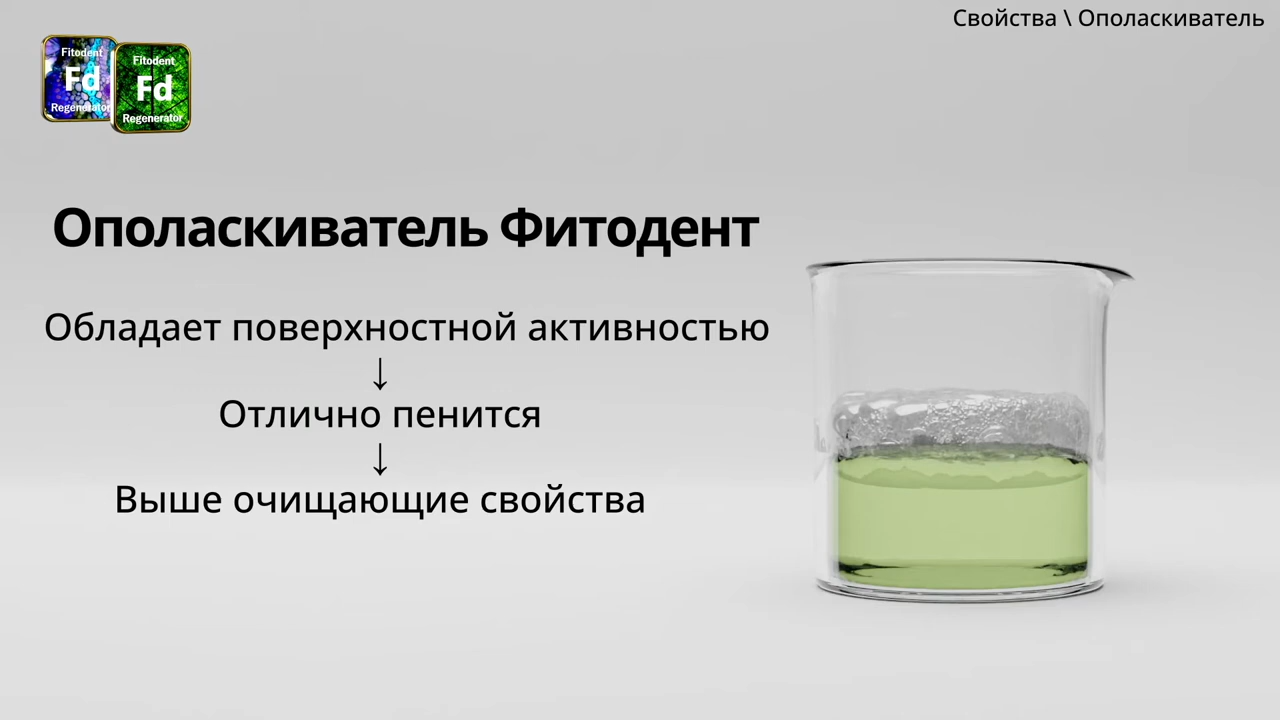 Свойства \ Ополаскиватель
Fitodent
Fd
Regenerator
Fitodent
Fd
Regenerator
Ополаскиватель Фитодент
Обладает поверхностной активностью
↓
Отлично пенится
↓
Выше очищающие свойства